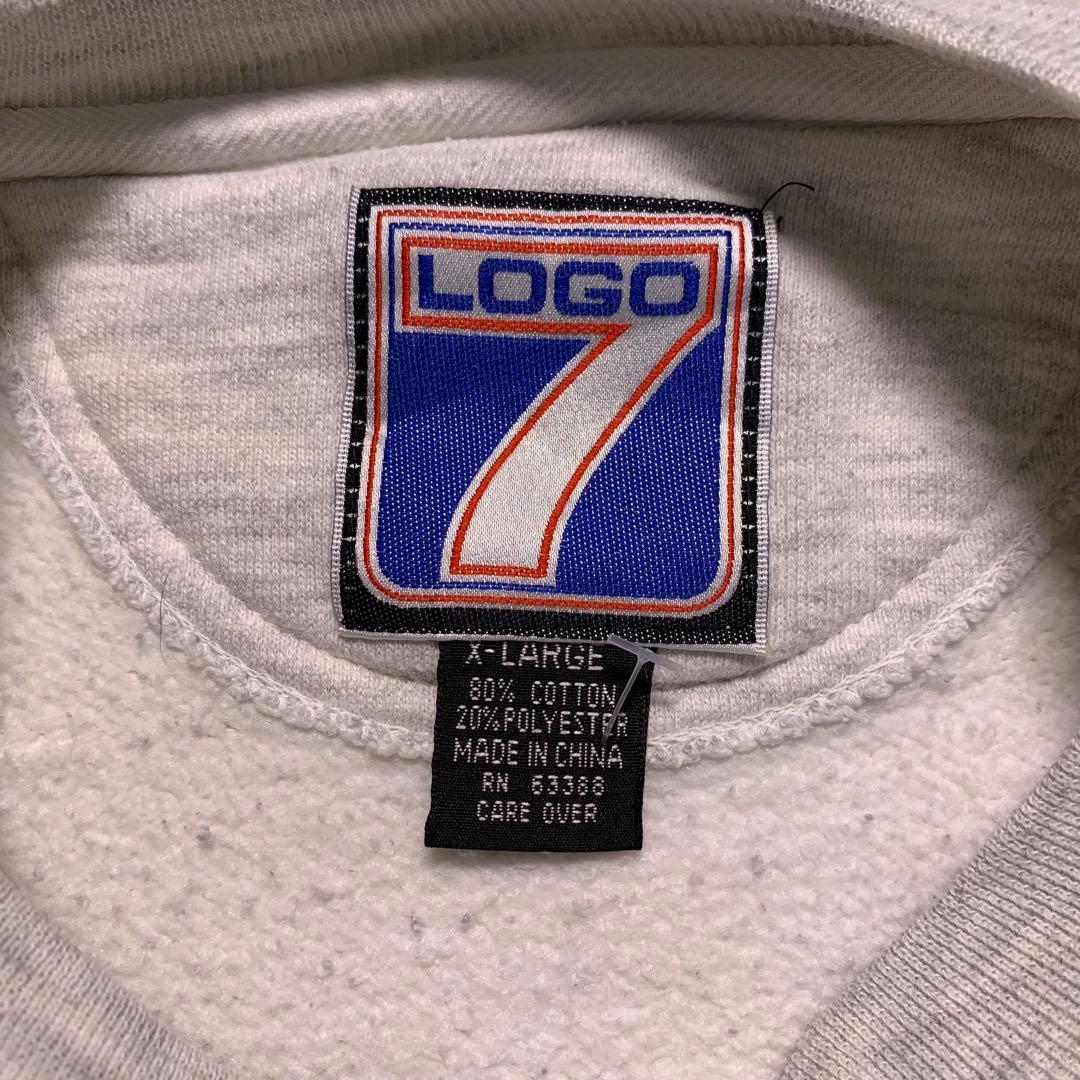 LOGO
7
X-LARGE
80% COTTON
20% POLYESTER
MADE IN CHINA
RN 63388
CARE OVER